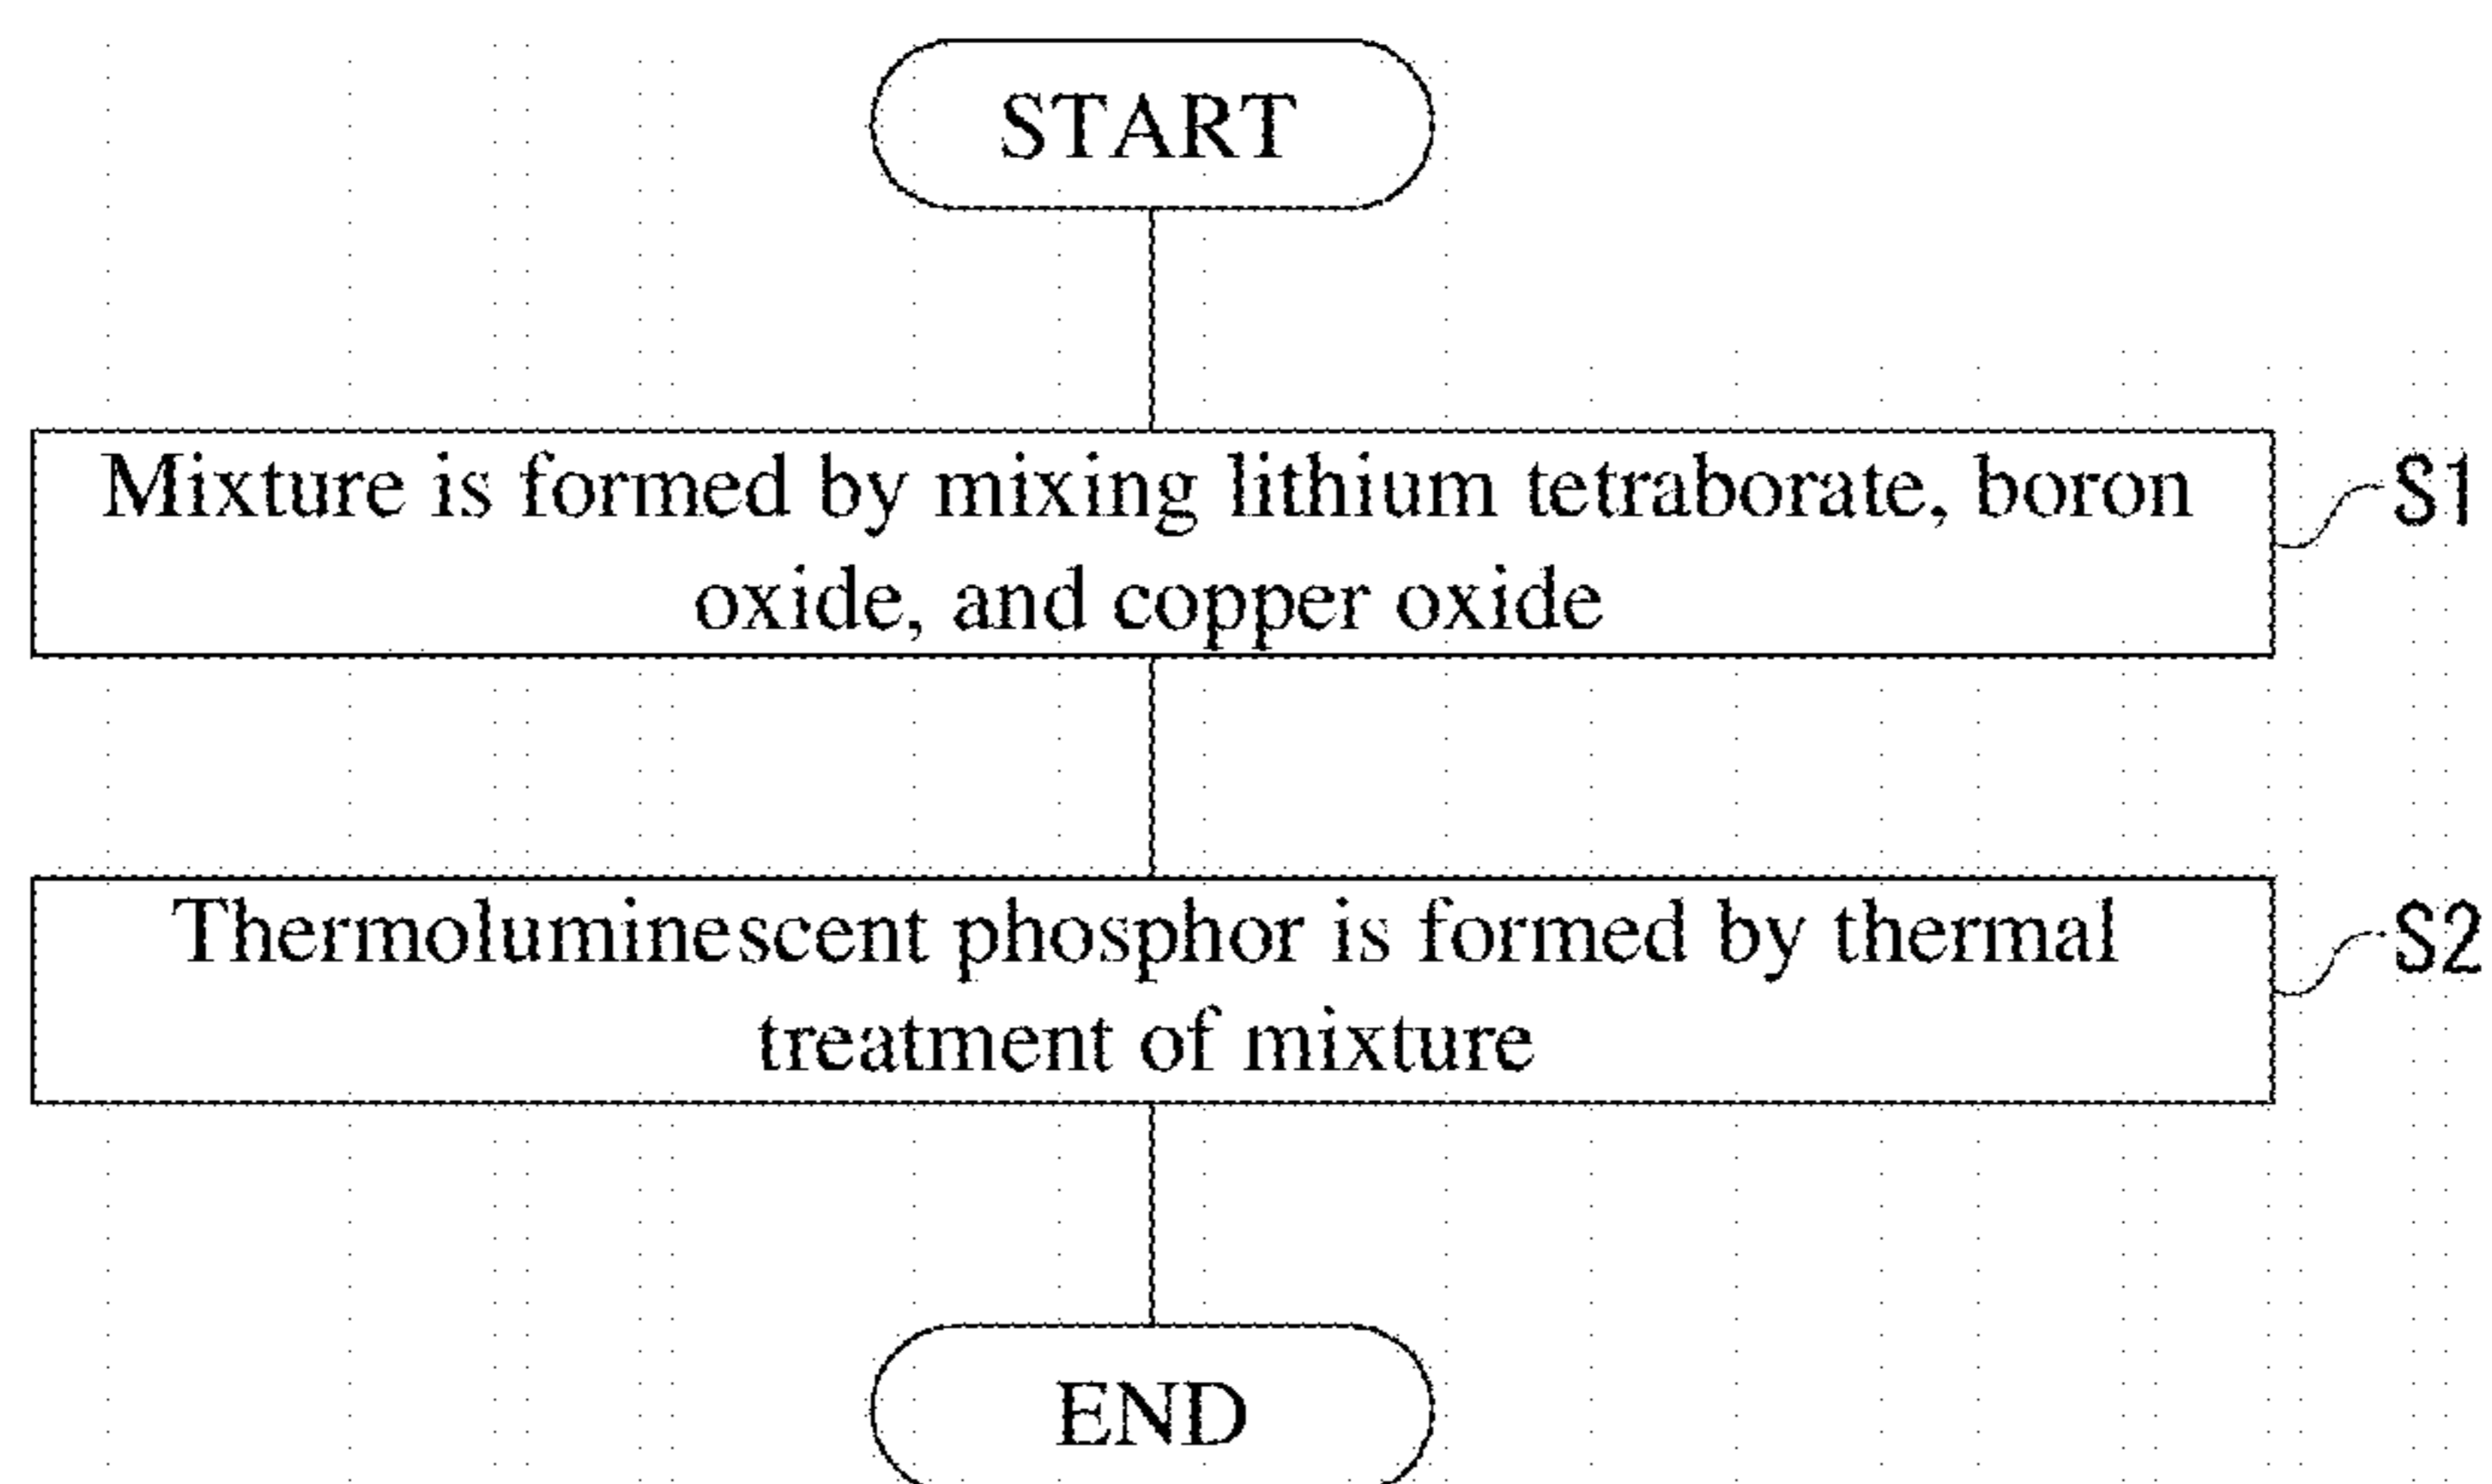 START
Mixture is formed by mixing lithium tetraborate, boron
oxide, and copper oxide
S1
Thermoluminescent phosphor is formed by thermal
treatment of mixture
S2
END